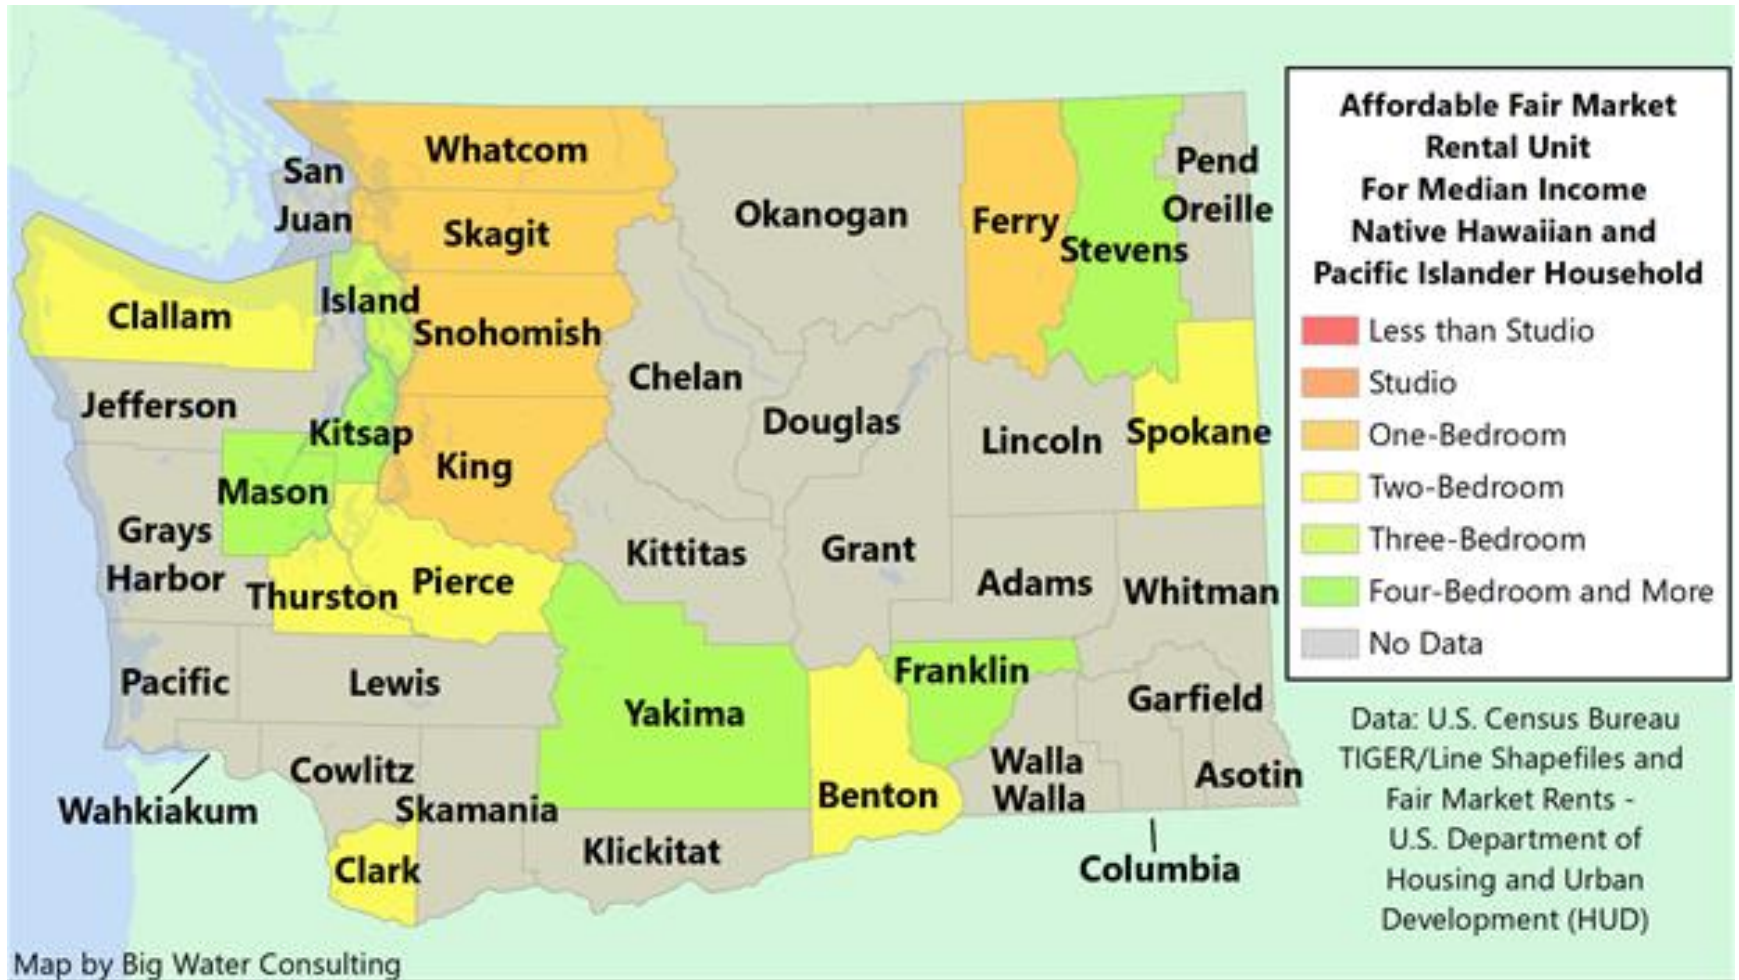 Affordable Fair Market
Rental Unit
For Median Income
Native Hawaiian and
Pacific Islander Household
Less than Studio
Studio
One-Bedroom
Two-Bedroom
Three-Bedroom
Four-Bedroom and More
No Data
Whatcom
San
Juan
Skagit
Okanogan
Ferry
Stevens
Pend
Oreille
Clallam
Island
Snohomish
Chelan
Jefferson
Kitsap
King
Douglas
Lincoln
Spokane
Mason
Grays
Harbor
Thurston
Pierce
Kittitas
Grant
Adams
Whitman
Pacific
Lewis
Yakima
Franklin
Garfield
Wahkiakum
Cowlitz
Skamania
Benton
Walla
Walla
Asotin
Clark
Klickitat
Columbia
Data: U.S. Census Bureau
TIGER/Line Shapefiles and
Fair Market Rents -
U.S. Department of
Housing and Urban
Development (HUD)
Map by Big Water Consulting